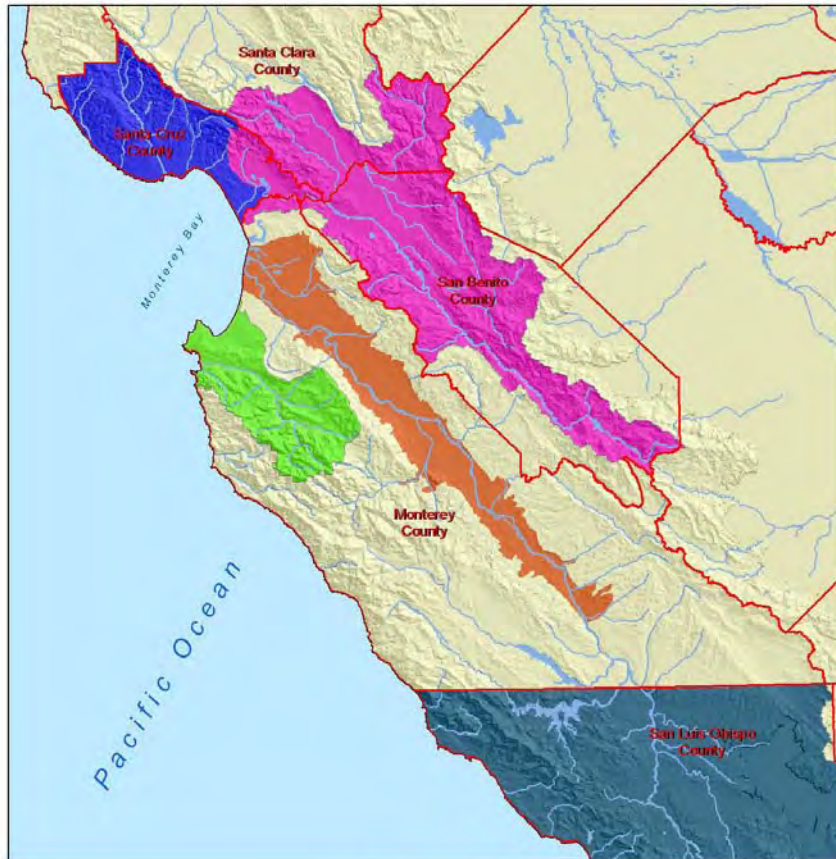 Santa Clara
County
Santa Cruz
County
Monterey Bay
San Benito
County
Monterey
County
Pacific Ocean
San Luis Obispo
County